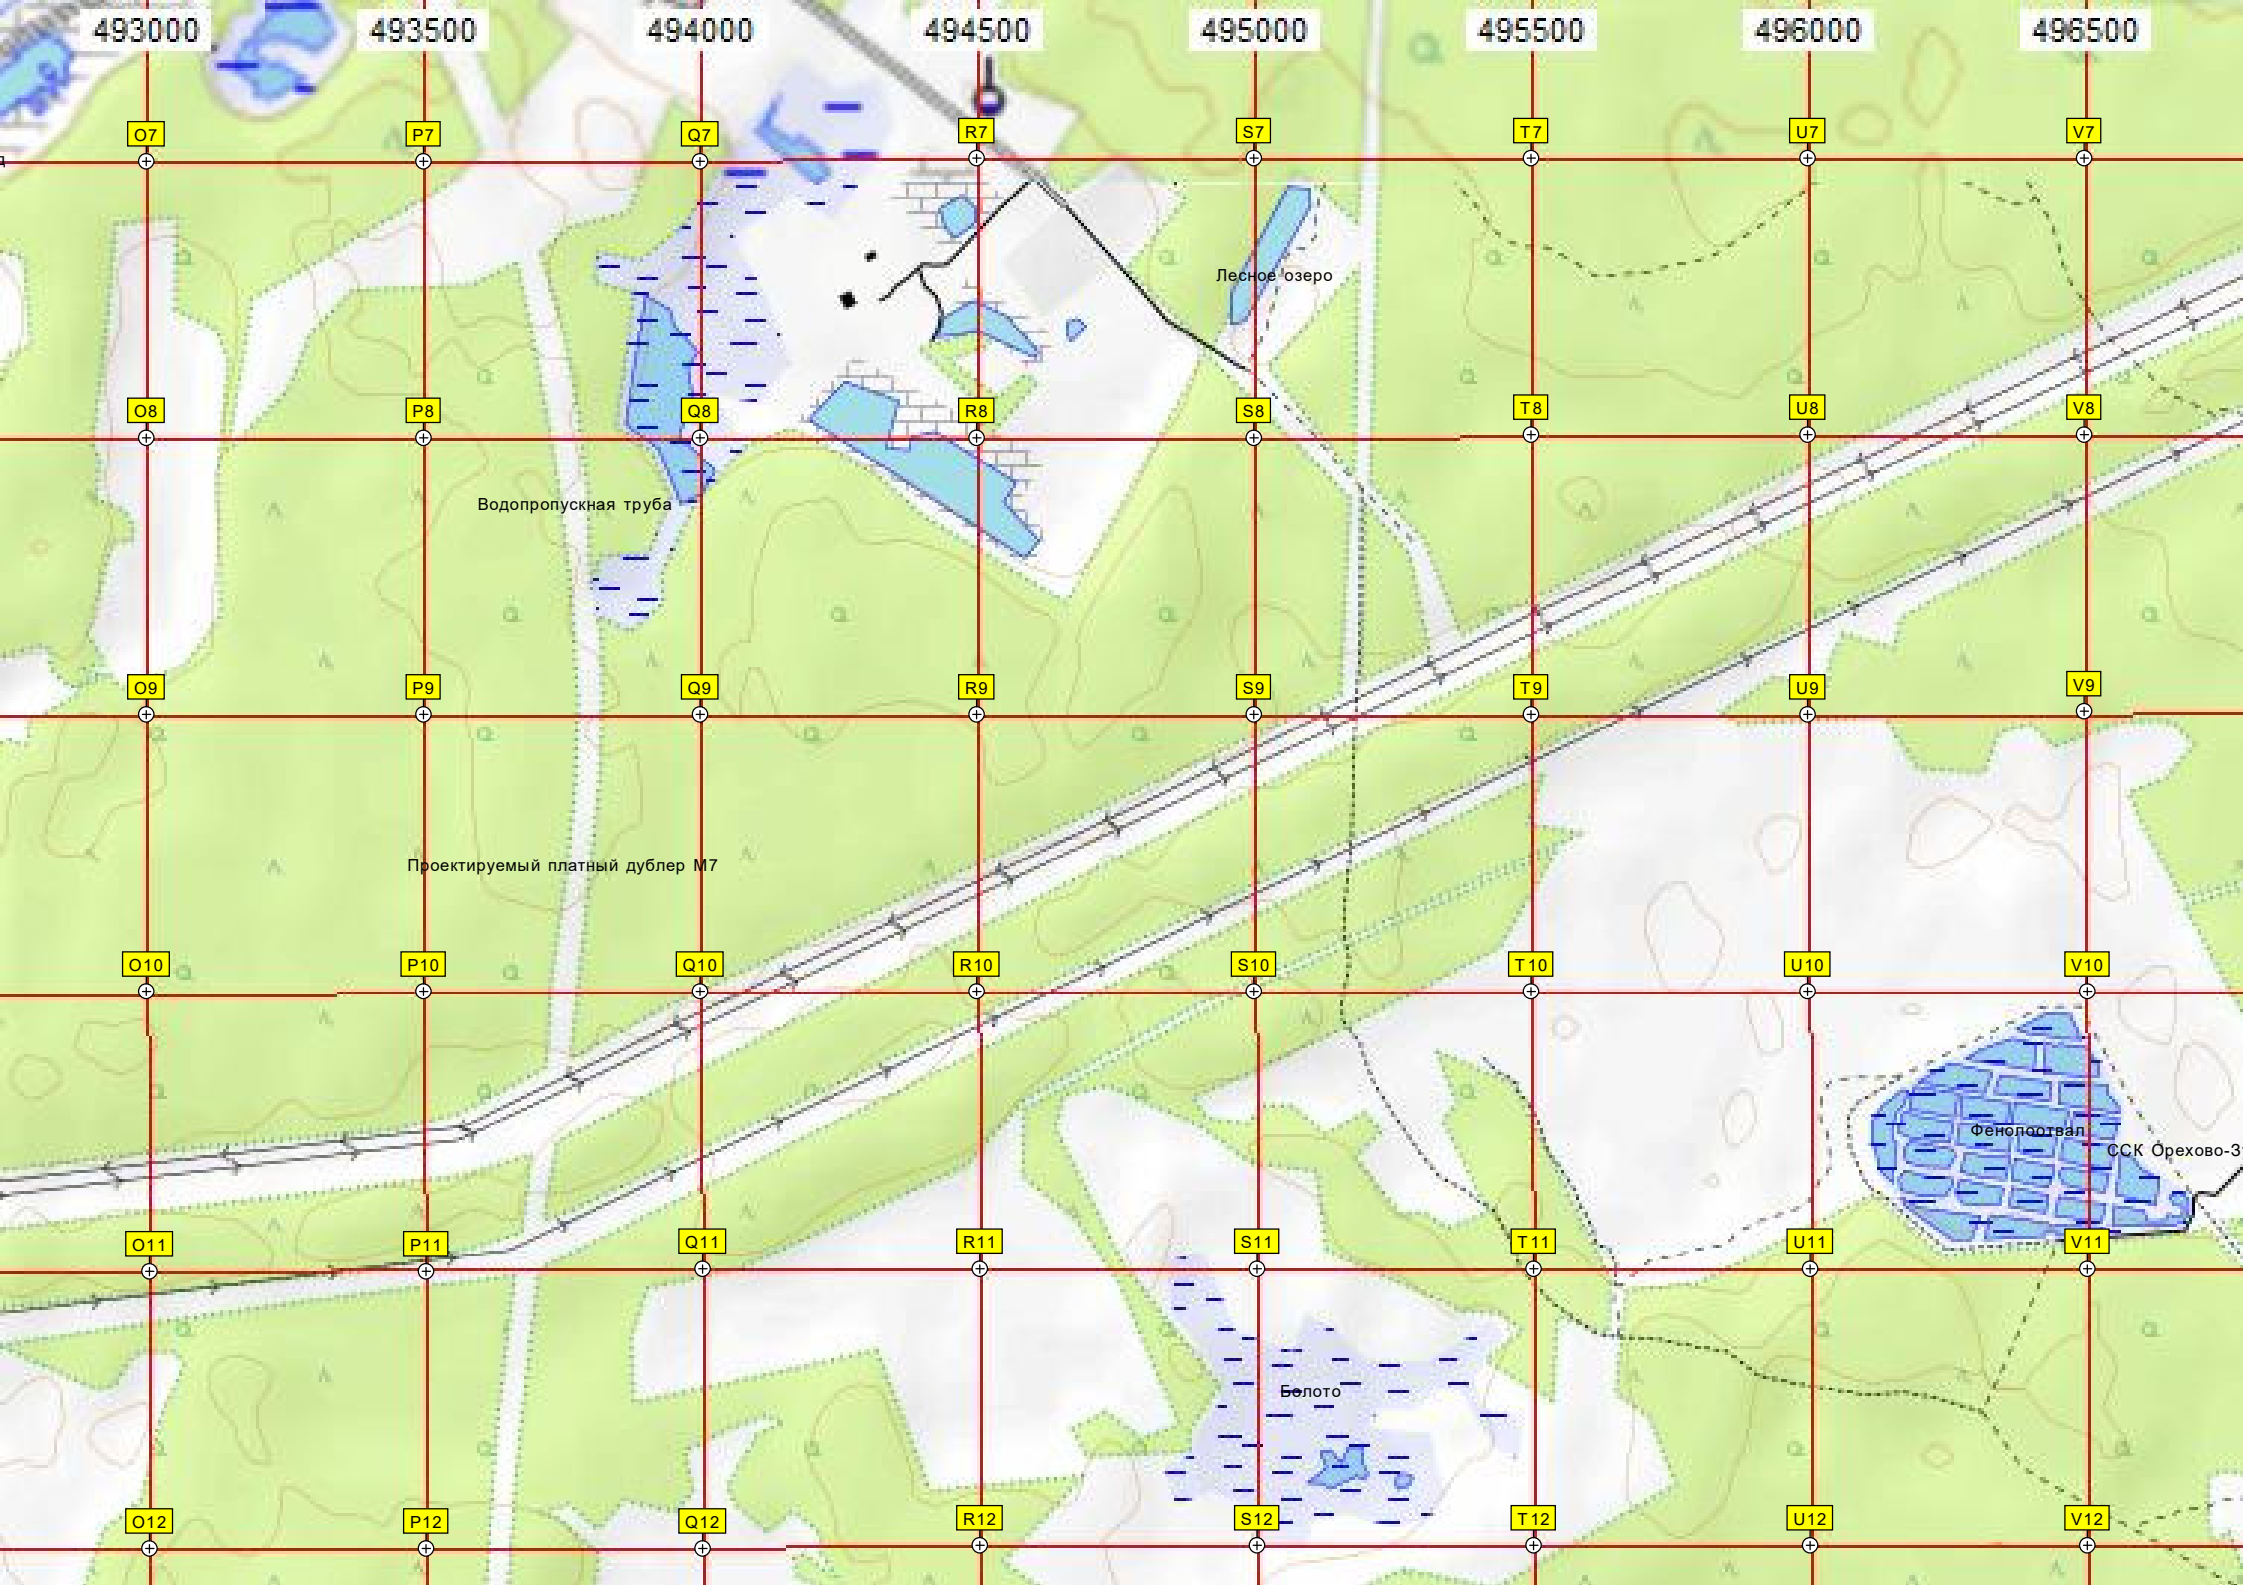 493000 493500 494000 494500 495000 495500 496000 496500
O7 P7 Q7 R7 S7 T7 U7 V7
Лесное озеро
O8 P8 Q8 R8 S8 T8 U8 V8
Водопропускная труба
O9 P9 Q9 R9 S9 T9 U9 V9
Проектируемый платный дублер М7
O10 P10 Q10 R10 S10 T10 U10 V10
Фенолоотвал
ССК Орехово-З
O11 P11 Q11 R11 S11 T11 U11 V11
Болото
O12 P12 Q12 R12 S12 T12 U12 V12